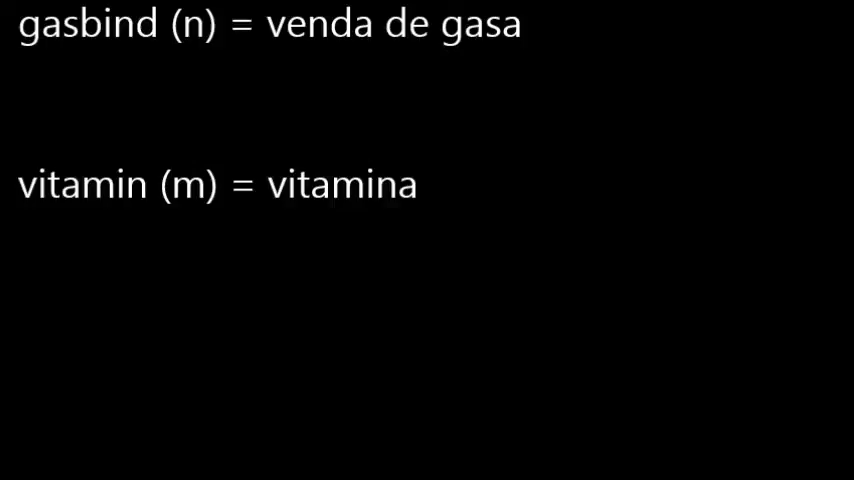 gasbind (n) = venda de gasa
vitamin (m) = vitamina